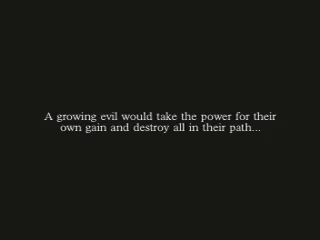 A growing evil would take the power for their
own gain and destroy all in their path...